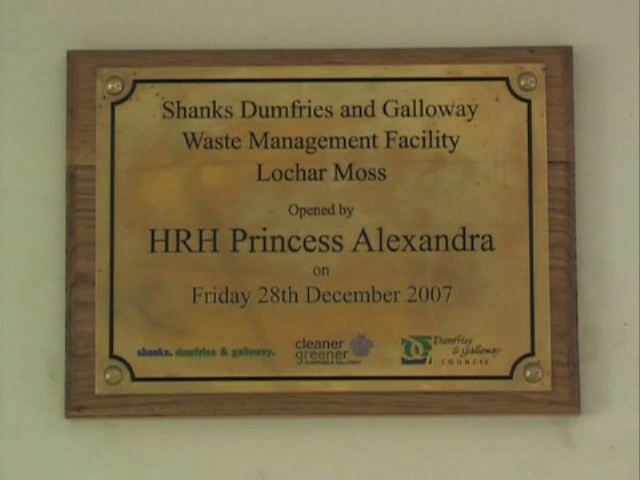 Shanks Dumfries and Galloway
Waste Management Facility
Lochar Moss
Opened by
HRH Princess Alexandra
on
Friday 28th December 2007
shanks. dumfries & galloway.
cleaner
greener
Dumfries
& Galloway
COUNCIL